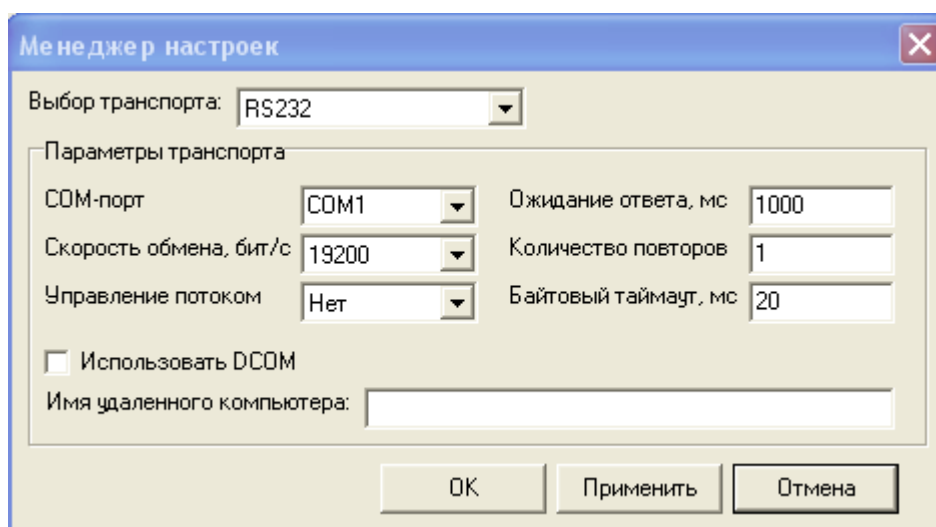 Менеджер настроек
Выбор транспорта: RS232
Параметры транспорта
COM-порт COM1 Ожидание ответа, мс 1000
Скорость обмена, бит/с 19200 Количество повторов 1
Управление потоком Нет Байтовый таймаут, мс 20
Использовать DCOM
Имя удаленного компьютера:
OK Применить Отмена